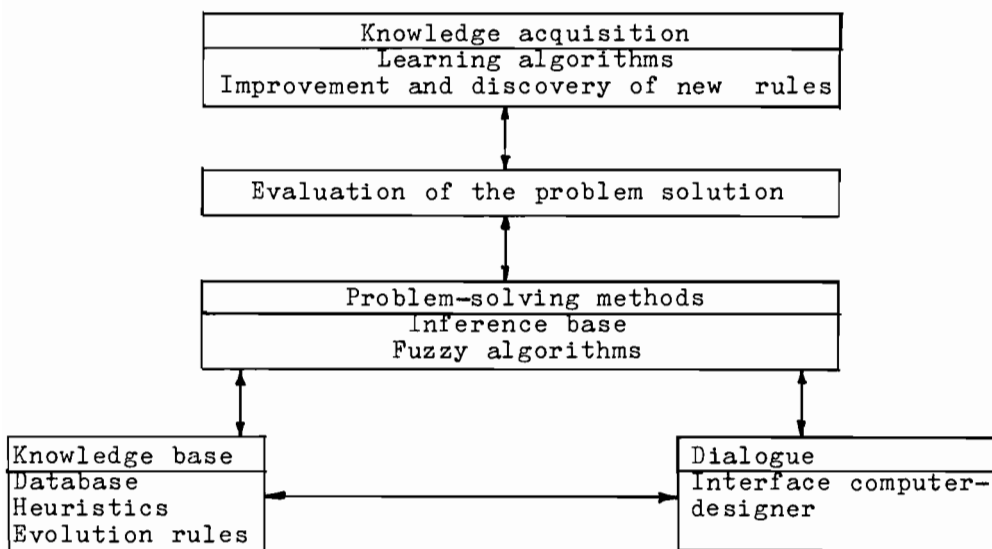 Knowledge acquisition
Learning algorithms
Improvement and discovery of new rules
Evaluation of the problem solution
Problem-solving methods
Inference base
Fuzzy algorithms
Knowledge base
Database
Heuristics
Evolution rules
Dialogue
Interface computer-
designer